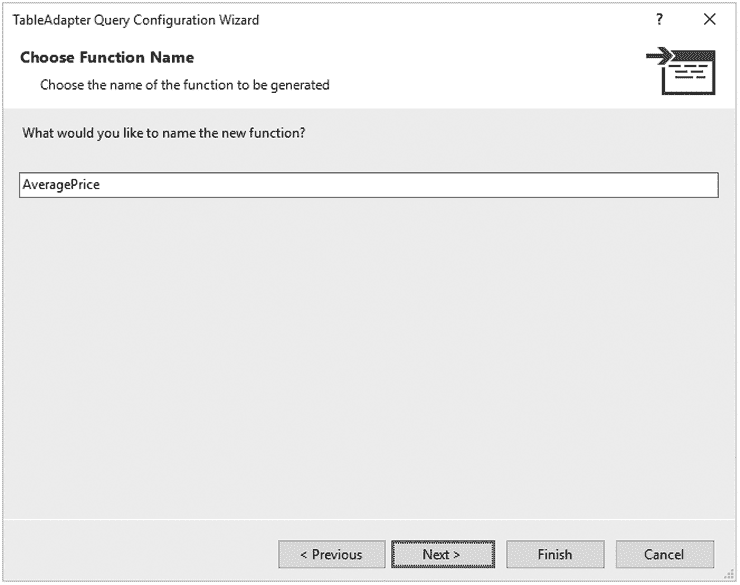 TableAdapter Query Configuration Wizard ?
Choose Function Name
Choose the name of the function to be generated
What would you like to name the new function?
AveragePrice
< Previous Next > Finish Cancel